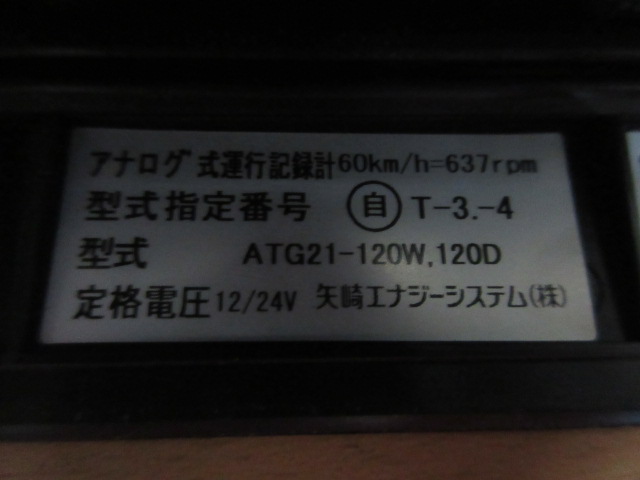 アナログ式運行記録計60km/h=637rpm
型式指定番号 ㊂T-3.-4
型式 ATG21-120W,120D
定格電圧12/24V 矢崎エナジーシステム(株)